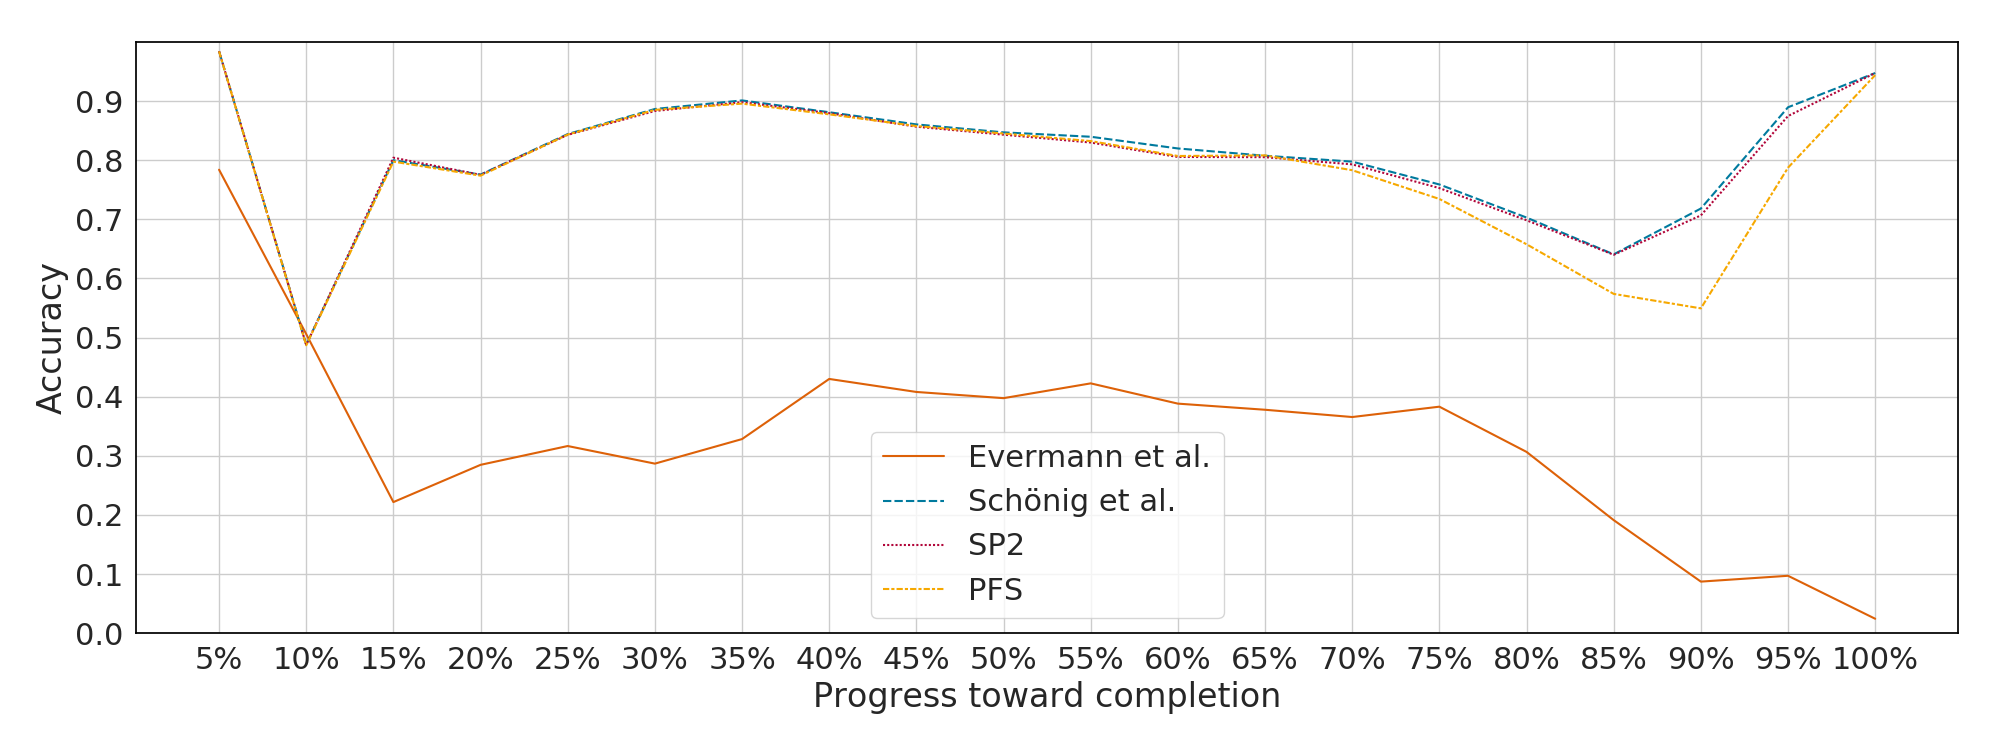 0.9
0.8
0.7
0.6
0.5
0.4
0.3
0.2
0.1
0.0
Accuracy
Evermann et al.
Schönig et al.
SP2
PFS
5% 10% 15% 20% 25% 30% 35% 40% 45% 50% 55% 60% 65% 70% 75% 80% 85% 90% 95% 100%
Progress toward completion